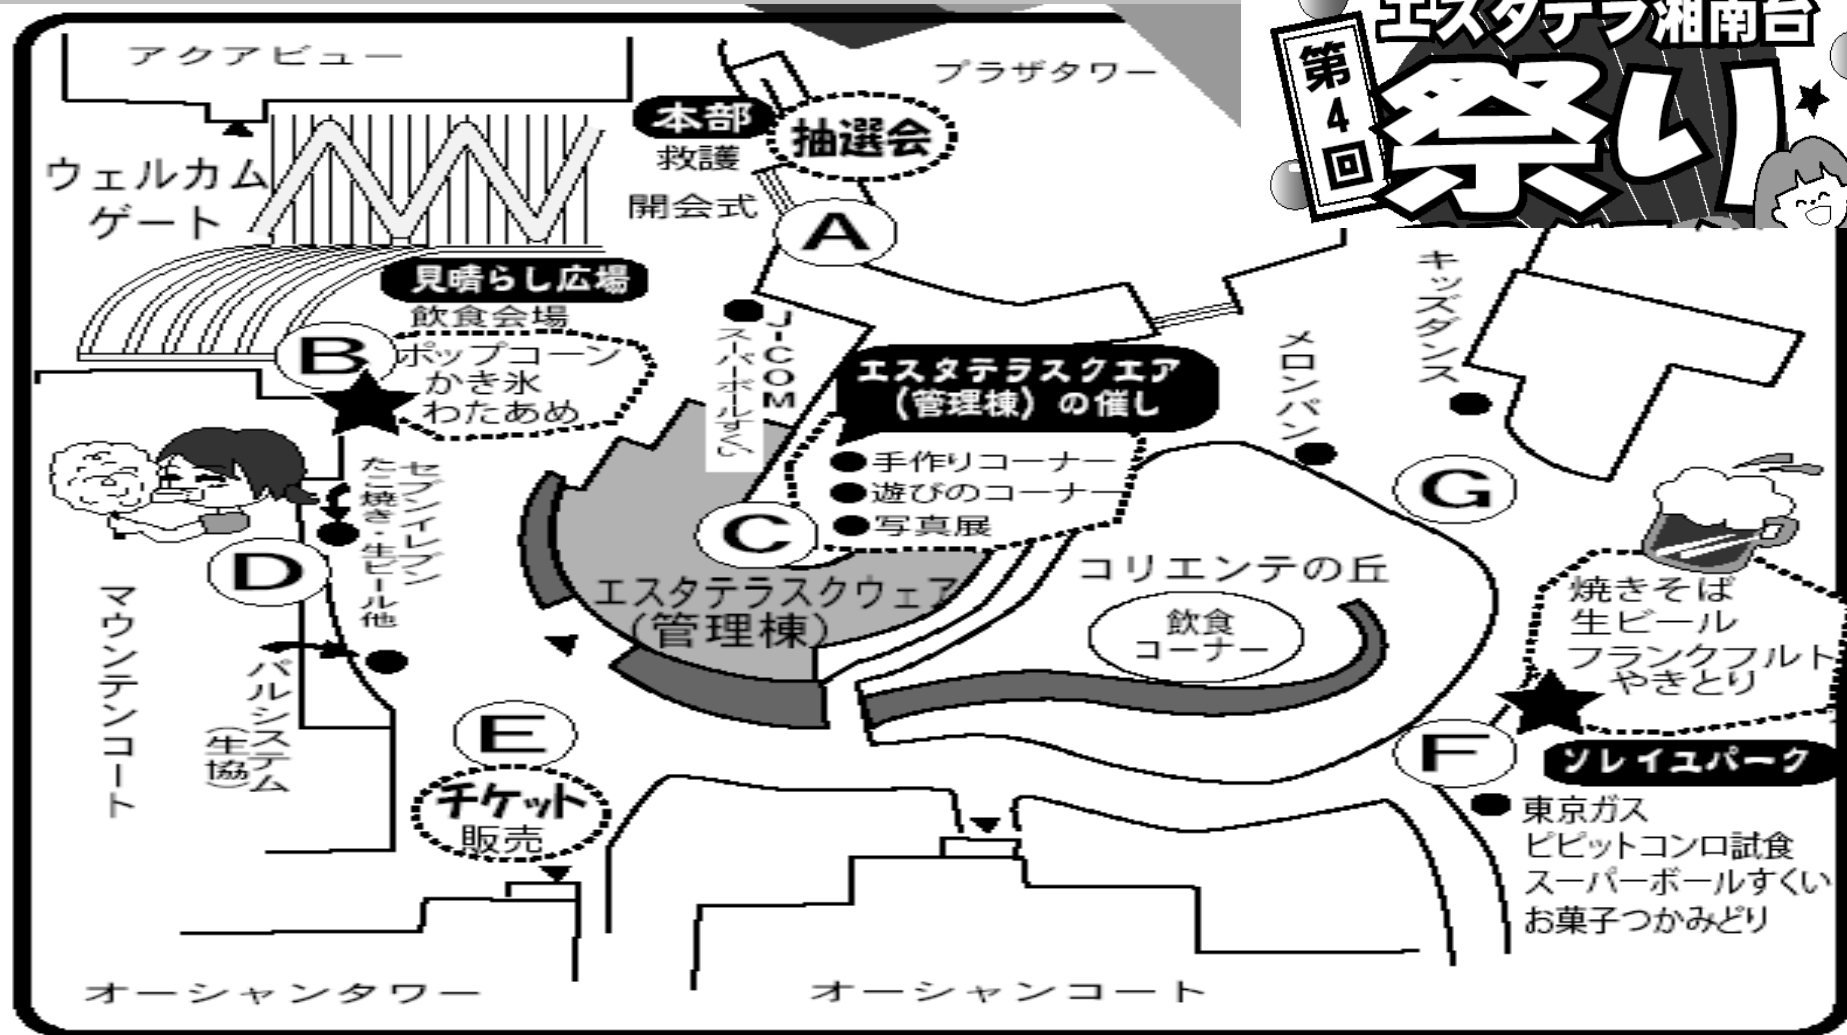 エスタテラ湘南台
第4回
祭り
アクアビュー
プラザタワー
本部
救護
開会式
抽選会
A
ウェルカム
ゲート
見晴らし広場
飲食会場
B
ポップコーン
かき氷
わたあめ
J-COM
スーパーボールすくい
エスタテラスクエア
(管理棟)の催し
●手作りコーナー
●遊びのコーナー
●写真展
C
エスタテラスクウェア
(管理棟)
キッズダンス
メロンパン
G
コリエンテの丘
飲食
コーナー
セブンイレブン
たこ焼き・生ビール他
D
マウンテンコート
パルシステム
(生協)
E
チケット
販売
焼きそば
生ビール
フランクフルト
やきとり
F
ソレイユパーク
●東京ガス
ピピットコンロ試食
スーパーボールすくい
お菓子つかみどり
オーシャンタワー
オーシャンコート